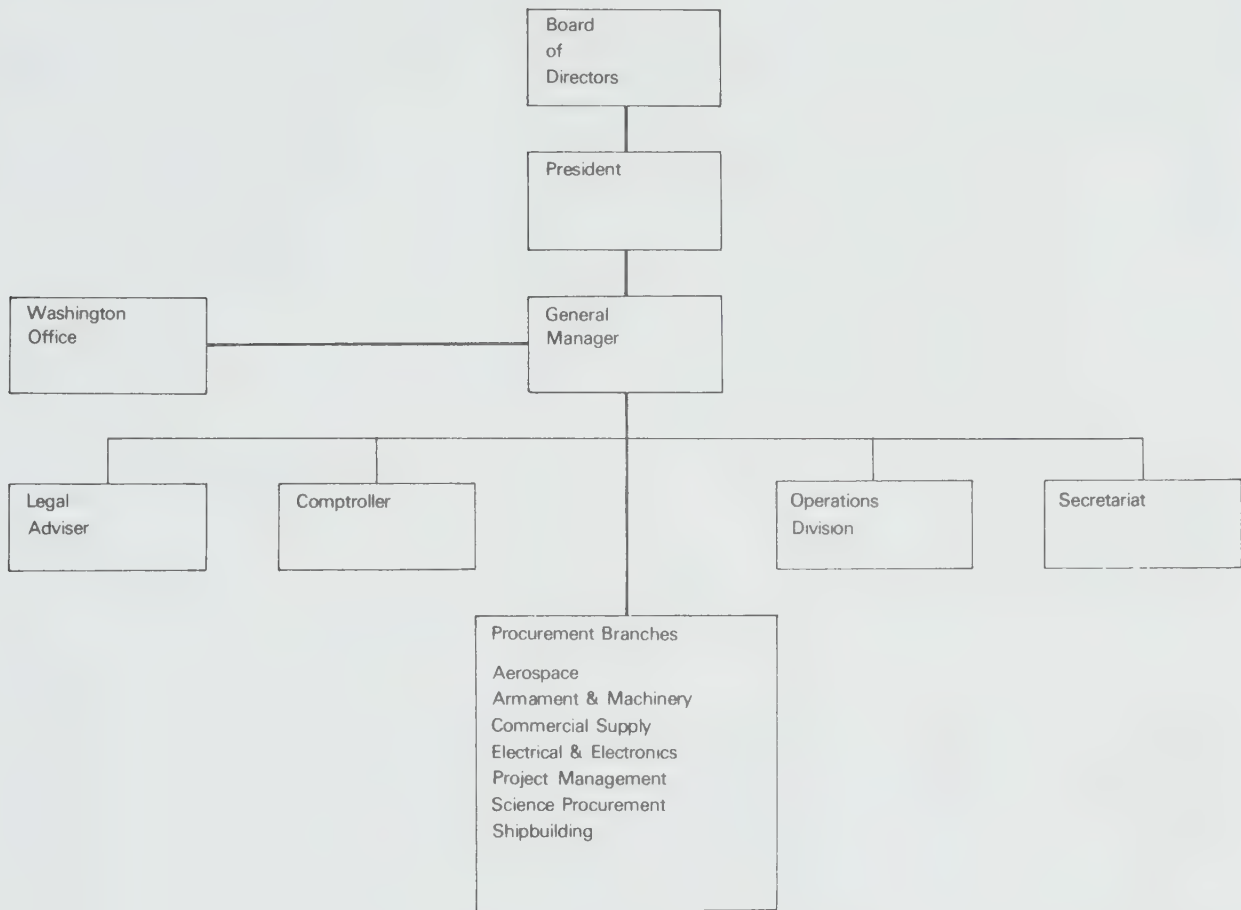 Board
of
Directors
President
Washington
Office
General
Manager
Legal
Adviser
Comptroller
Operations
Division
Secretariat
Procurement Branches
Aerospace
Armament & Machinery
Commercial Supply
Electrical & Electronics
Project Management
Science Procurement
Shipbuilding